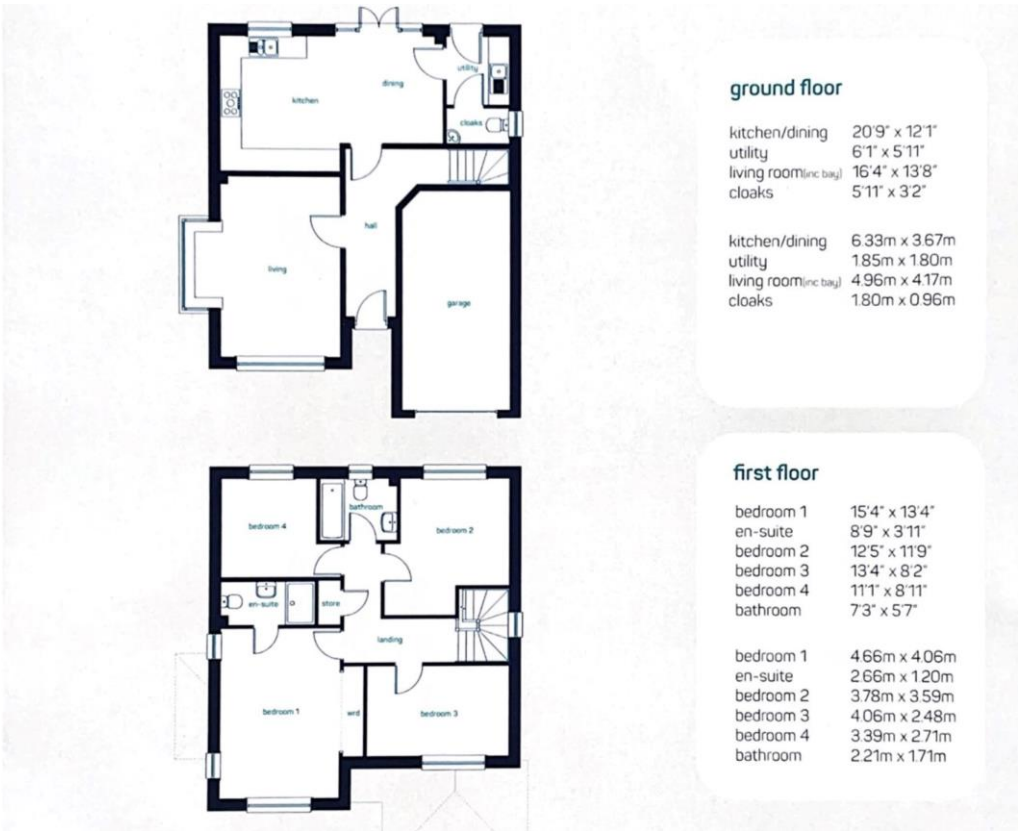 kitchen
dining
utility
cloaks
hall
living
garage
ground floor
kitchen/dining 20'9" x 12'1"
utility 6'1" x 5'11"
living room(inc bay) 16'4" x 13'8"
cloaks 5'11" x 3'2"
kitchen/dining 6.33m x 3.67m
utility 1.85m x 1.80m
living room(inc bay) 4.96m x 4.17m
cloaks 1.80m x 0.96m
bedroom 4
bathroom
bedroom 2
en-suite
store
landing
bedroom 1
wrd
bedroom 3
first floor
bedroom 1 15'4" x 13'4"
en-suite 8'9" x 3'11"
bedroom 2 12'5" x 11'9"
bedroom 3 13'4" x 8'2"
bedroom 4 11'1" x 8'11"
bathroom 7'3" x 5'7"
bedroom 1 4.66m x 4.06m
en-suite 2.66m x 1.20m
bedroom 2 3.78m x 3.59m
bedroom 3 4.06m x 2.48m
bedroom 4 3.39m x 2.71m
bathroom 2.21m x 1.71m